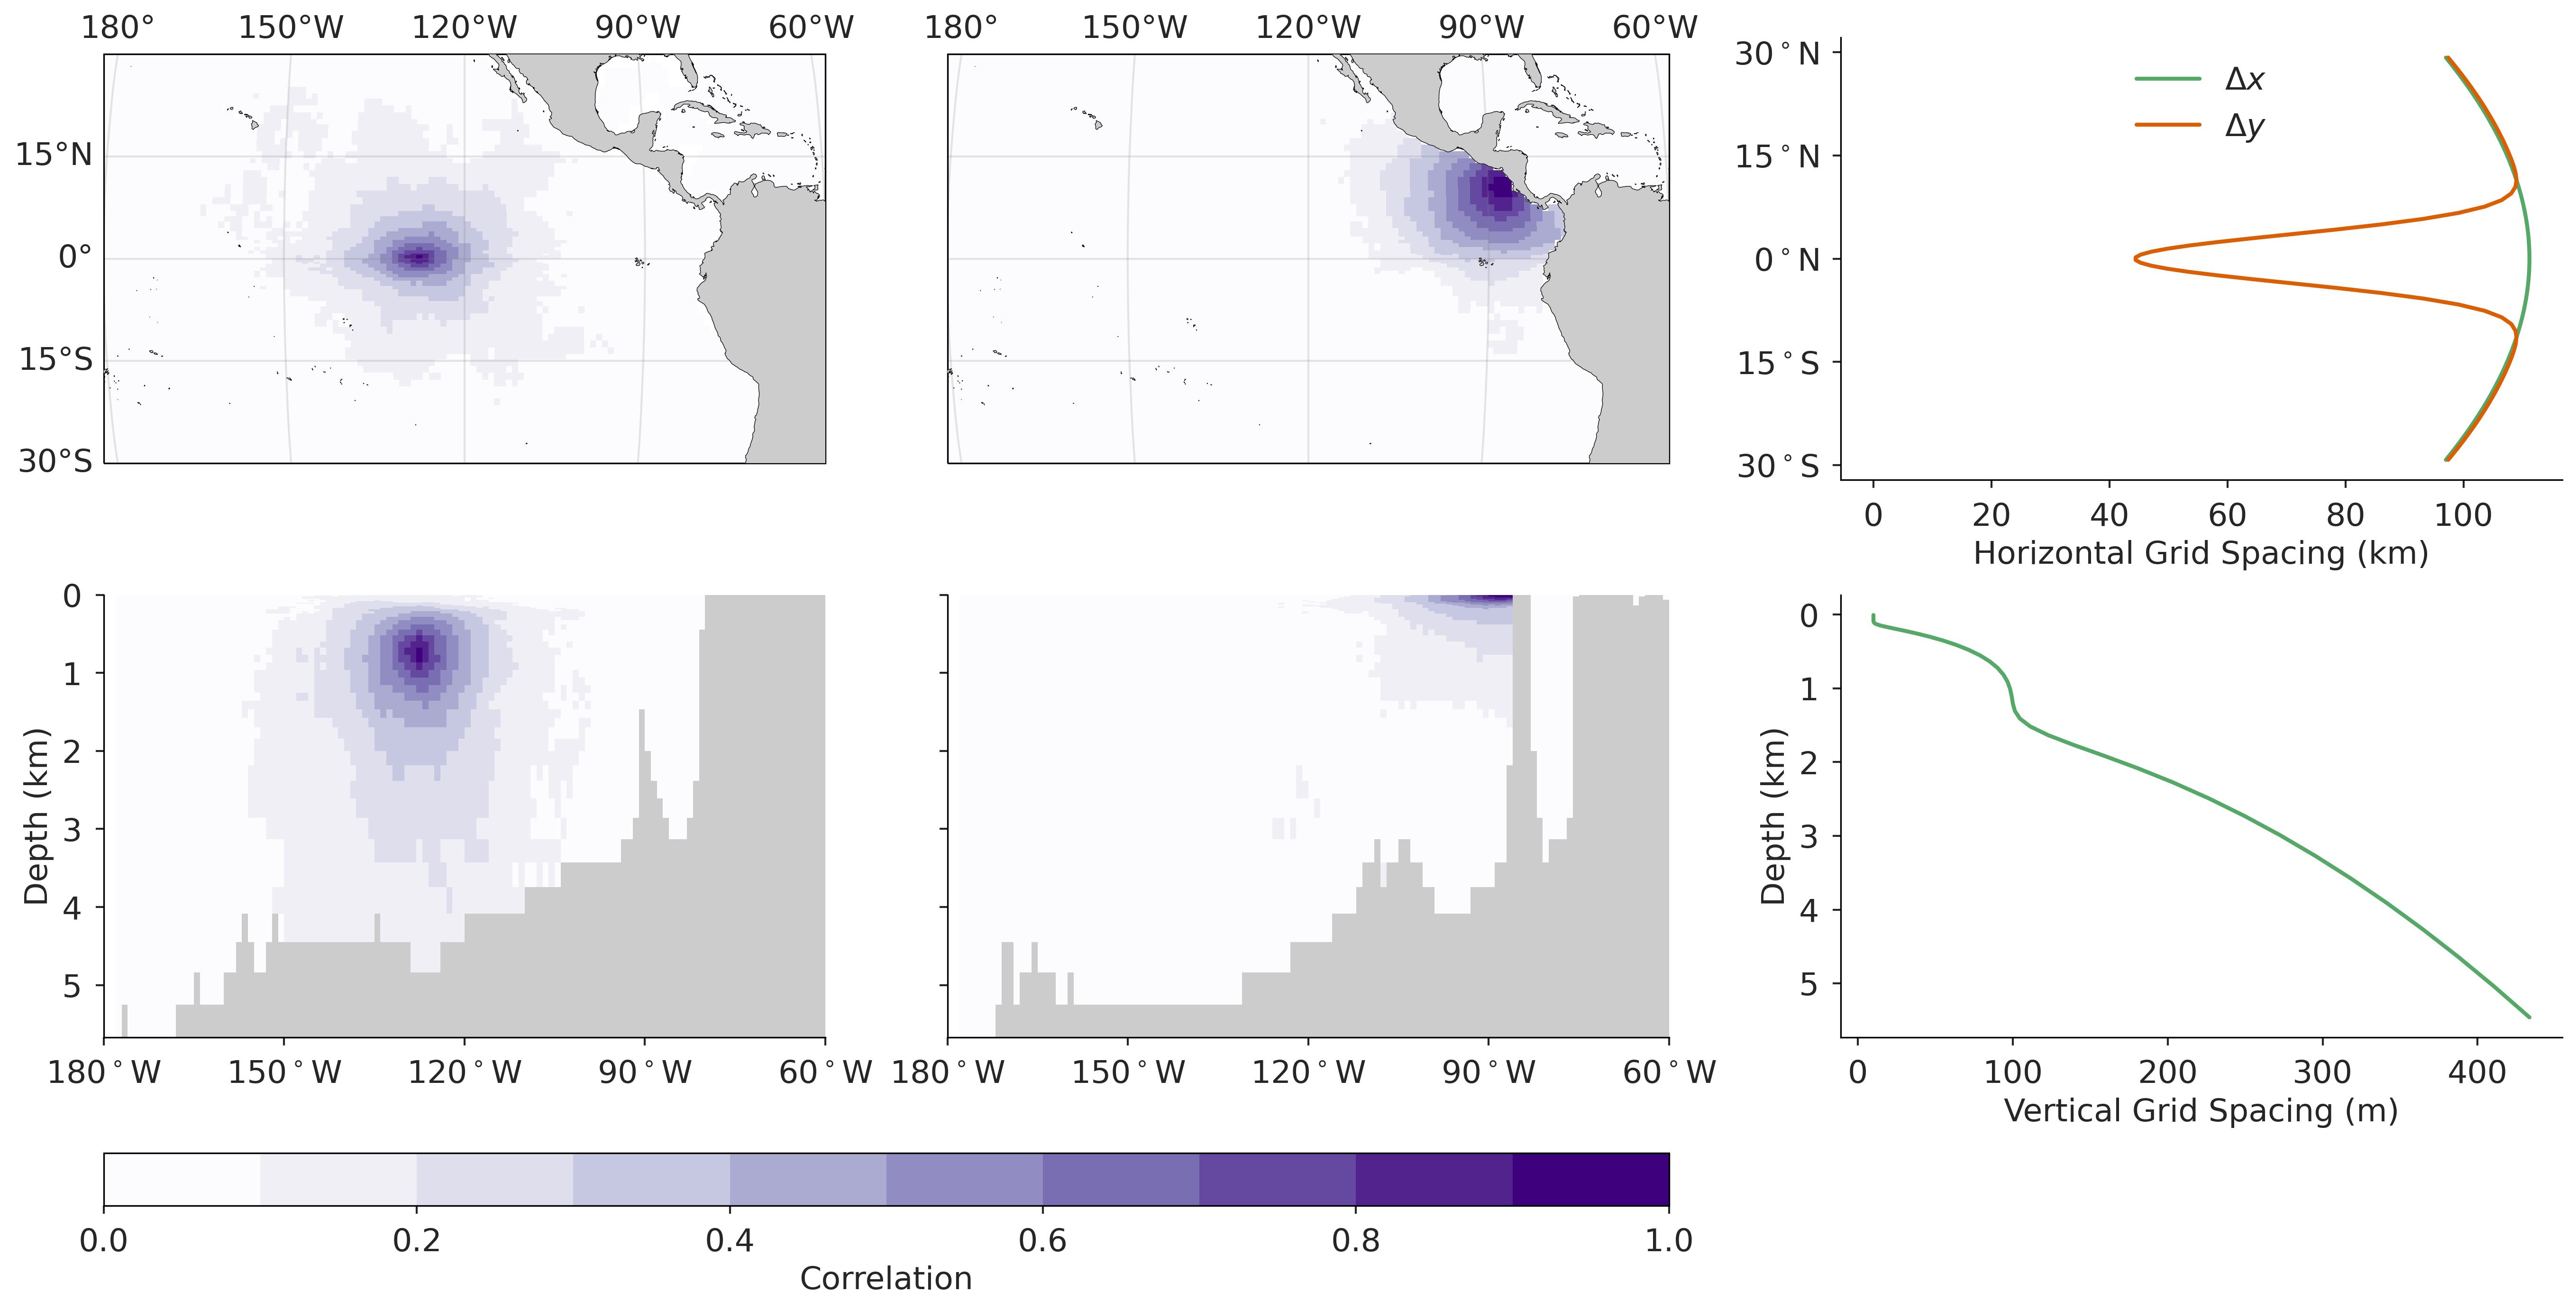 180° 150°W 120°W 90°W 60°W
180° 150°W 120°W 90°W 60°W
15°N
0°
15°S
30°S
30°N
15°N
0°N
15°S
30°S
Δx
Δy
0 20 40 60 80 100
Horizontal Grid Spacing (km)
Depth (km)
0
1
2
3
4
5
180°W 150°W 120°W 90°W 60°W
180°W 150°W 120°W 90°W 60°W
Depth (km)
0
1
2
3
4
5
0 100 200 300 400
Vertical Grid Spacing (m)
0.0 0.2 0.4 0.6 0.8 1.0
Correlation